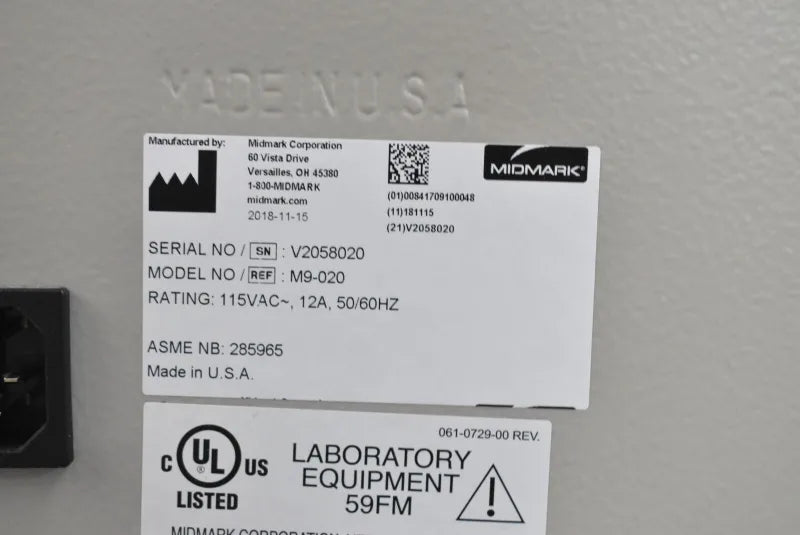 MADE IN U.S.A
Manufactured by:
Midmark Corporation
60 Vista Drive
Versailles, OH 45380
1-800-MIDMARK
midmark.com
2018-11-15
(01)00841709100048
(11)181115
(21)V2058020
MIDMARK®
SERIAL NO / SN : V2058020
MODEL NO / REF : M9-020
RATING: 115VAC~, 12A, 50/60HZ
ASME NB: 285965
Made in U.S.A.
061-0729-00 REV.
C UL ® US
LISTED
LABORATORY
EQUIPMENT
59FM
MIDMARK CORPORATION